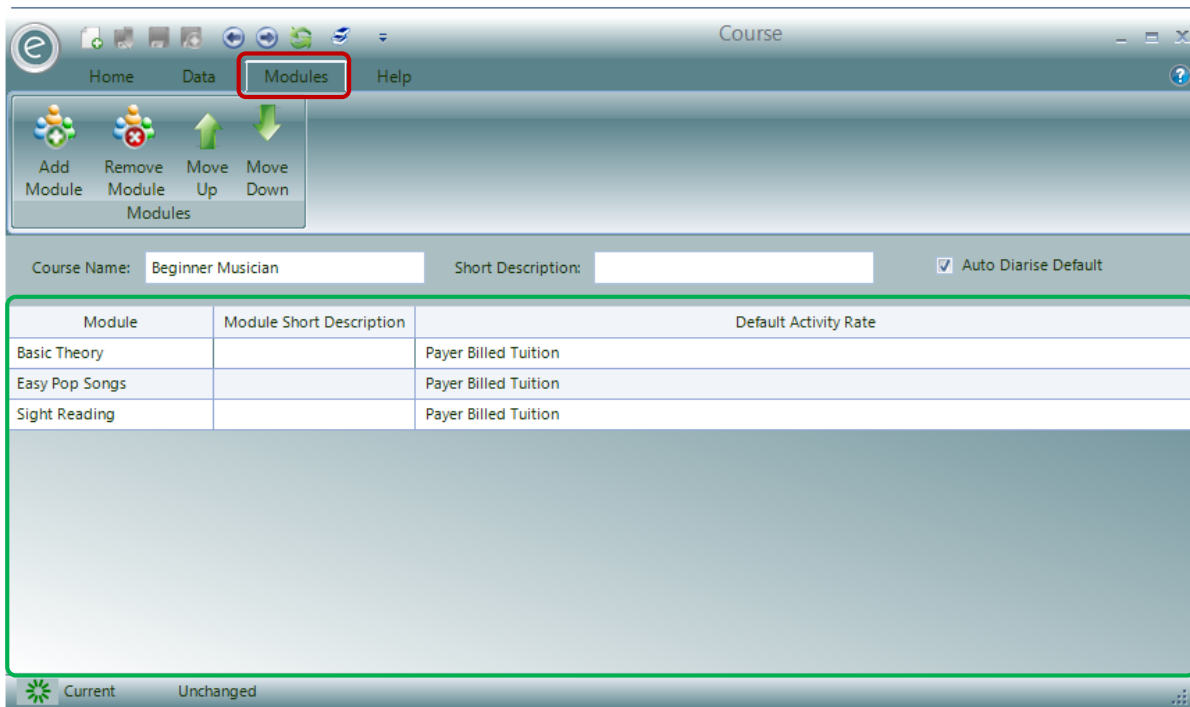 Course
e
Home Data Modules Help
Add Module Remove Module Move Up Move Down
Modules
Course Name: Beginner Musician Short Description: Auto Diarise Default
Module Module Short Description Default Activity Rate
Basic Theory Payer Billed Tuition
Easy Pop Songs Payer Billed Tuition
Sight Reading Payer Billed Tuition
Current Unchanged